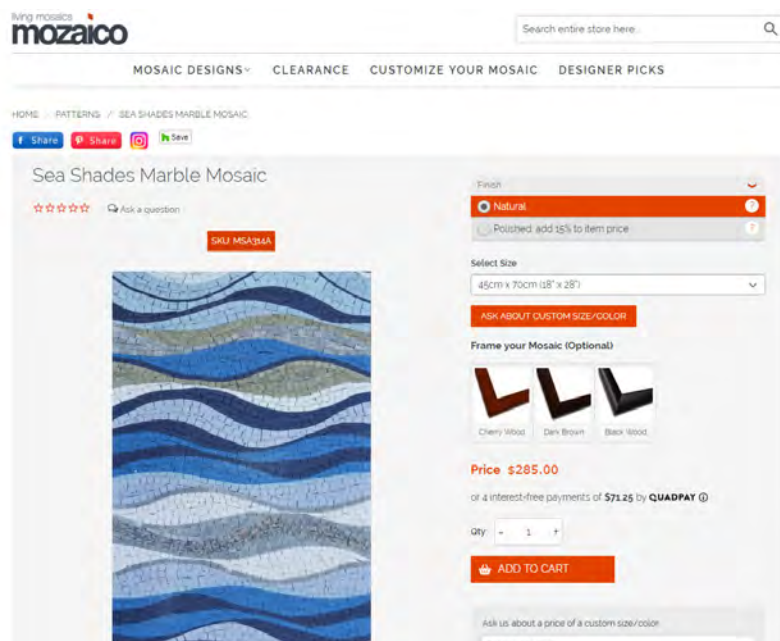 living mosaics
mozaico
Search entire store here...
MOSAIC DESIGNS
CLEARANCE
CUSTOMIZE YOUR MOSAIC
DESIGNER PICKS
HOME / PATTERNS / SEA SHADES MARBLE MOSAIC
f Share
Share
Save
Sea Shades Marble Mosaic
Ask a question
SKU: MSA314A
Finish
Natural
?
Polished: add 15% to item price
?
Select Size
45cm x 70cm (18" x 28")
ASK ABOUT CUSTOM SIZE/COLOR
Frame your Mosaic (Optional)
Cherry Wood
Dark Brown
Black Wood
Price $285.00
or 4 interest-free payments of $71.25 by QUADPAY
Qty - 1 +
ADD TO CART
Ask us about a price of a custom size/color